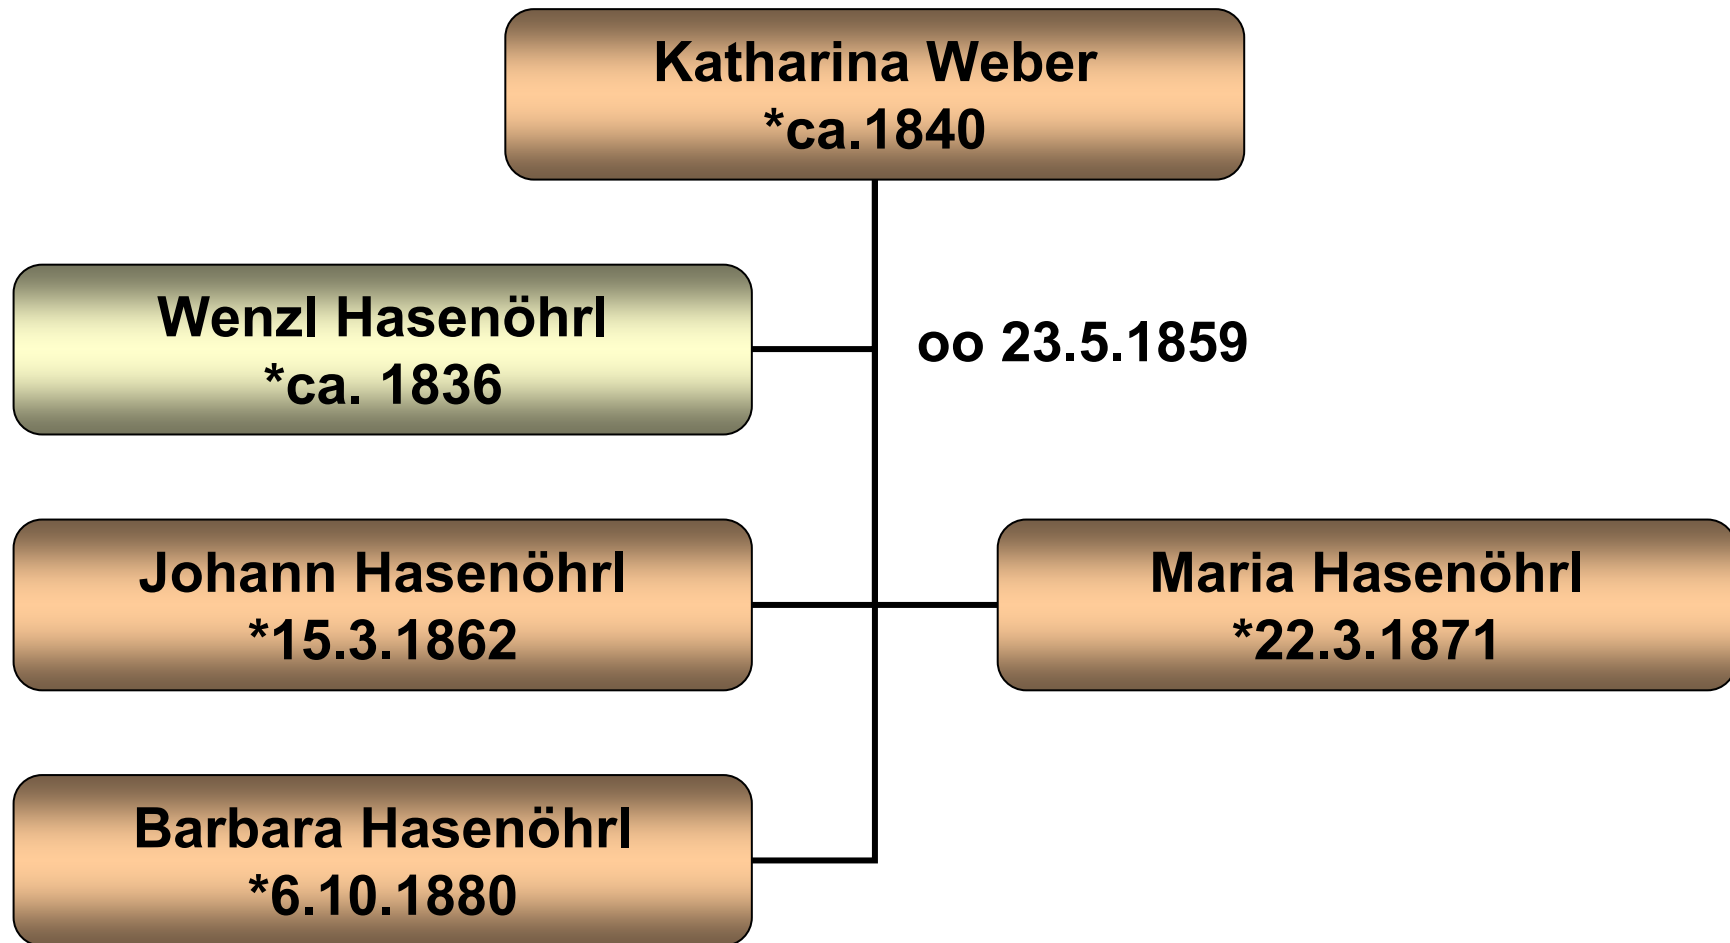 Katharina Weber
*ca.1840
Wenzl Hasenöhrl
*ca. 1836
oo 23.5.1859
Johann Hasenöhrl
*15.3.1862
Maria Hasenöhrl
*22.3.1871
Barbara Hasenöhrl
*6.10.1880